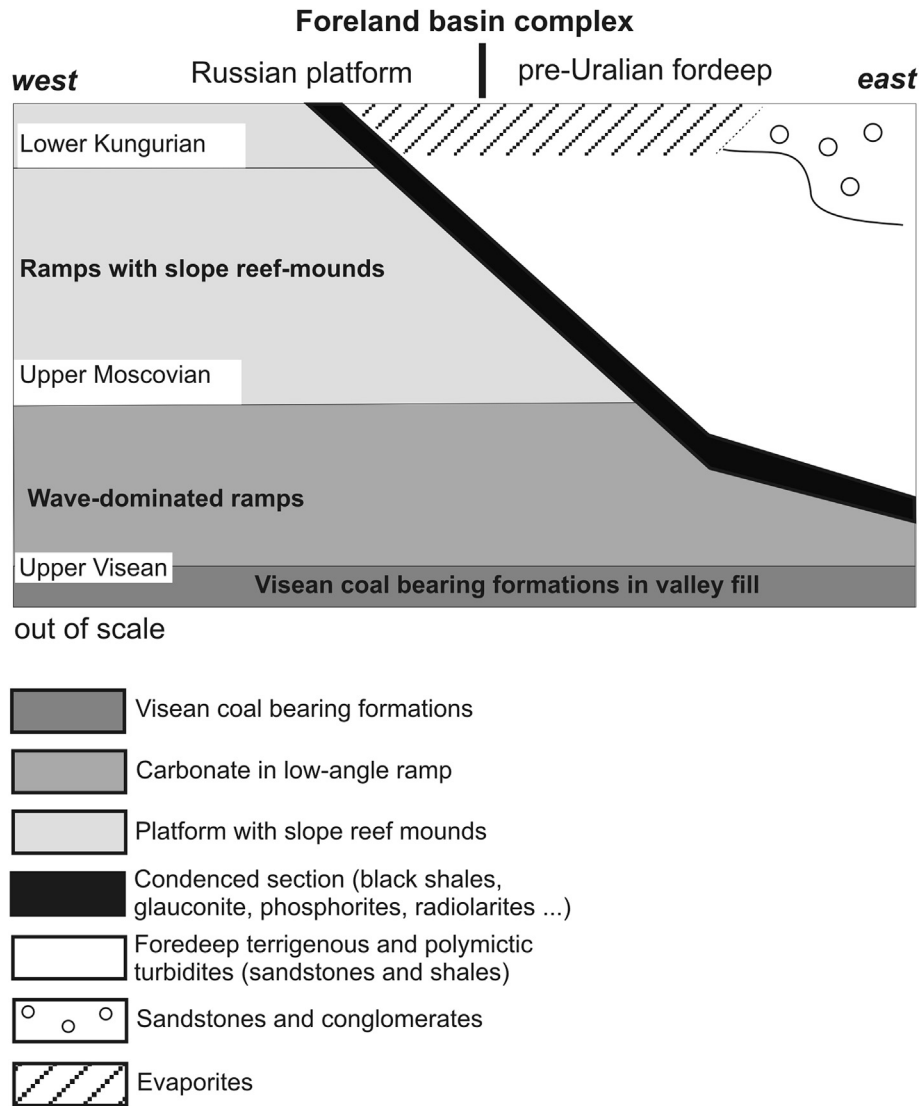 Foreland basin complex
west
Russian platform
pre-Uralian fordeep
east
Lower Kungurian
Ramps with slope reef-mounds
Upper Moscovian
Wave-dominated ramps
Upper Visean
Visean coal bearing formations in valley fill
out of scale
Visean coal bearing formations
Carbonate in low-angle ramp
Platform with slope reef mounds
Condenced section (black shales,
glauconite, phosphorites, radiolarites ...)
Foredeep terrigenous and polymictic
turbidites (sandstones and shales)
Sandstones and conglomerates
Evaporites